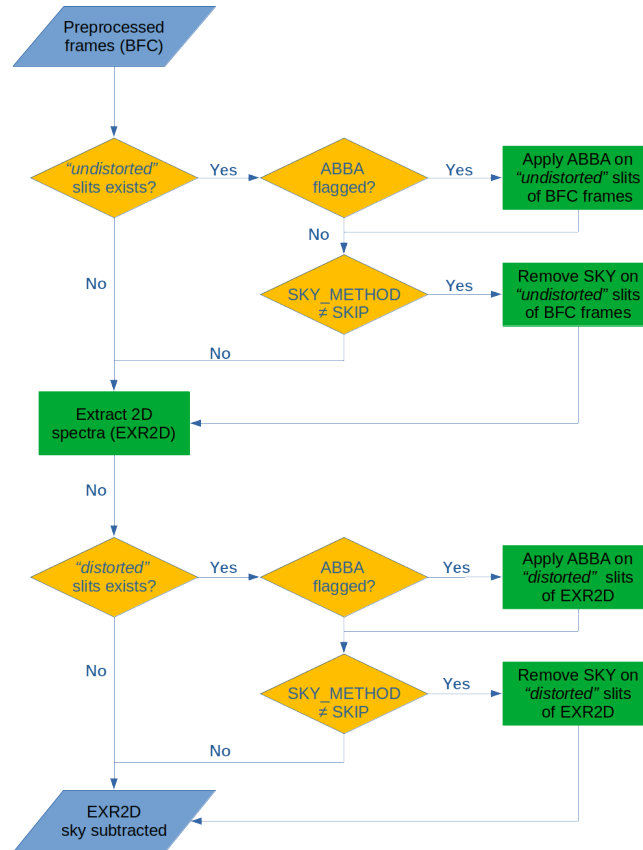 Preprocessed
frames (BFC)
“undistorted”
slits exists?
Yes
ABBA
flagged?
Yes
Apply ABBA on
“undistorted” slits
of BFC frames
No
No
SKY_METHOD
≠ SKIP
Yes
Remove SKY on
“undistorted” slits
of BFC frames
No
Extract 2D
spectra (EXR2D)
No
“distorted”
slits exists?
Yes
ABBA
flagged?
Yes
Apply ABBA on
“distorted” slits
of EXR2D
No
SKY_METHOD
≠ SKIP
Yes
Remove SKY on
“distorted” slits
of EXR2D
No
EXR2D
sky subtracted